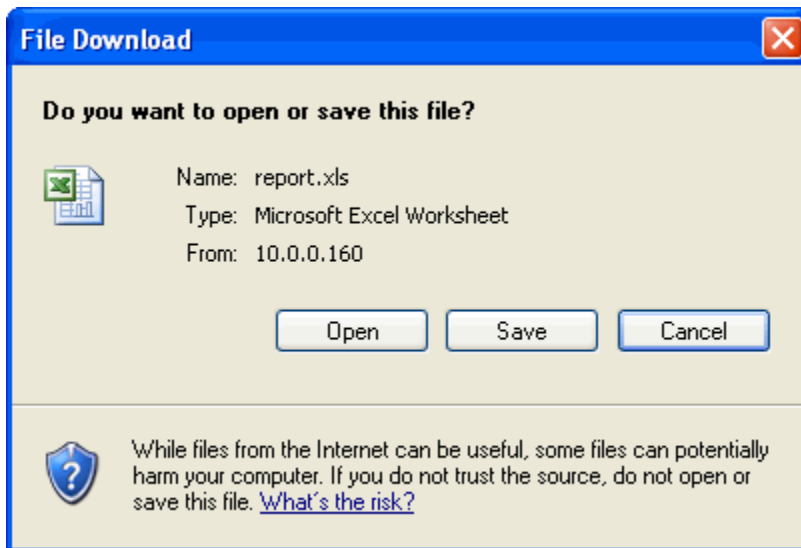 File Download
Do you want to open or save this file?
Name: report.xls
Type: Microsoft Excel Worksheet
From: 10.0.0.160
Open Save Cancel
While files from the Internet can be useful, some files can potentially
harm your computer. If you do not trust the source, do not open or
save this file. What´s the risk?